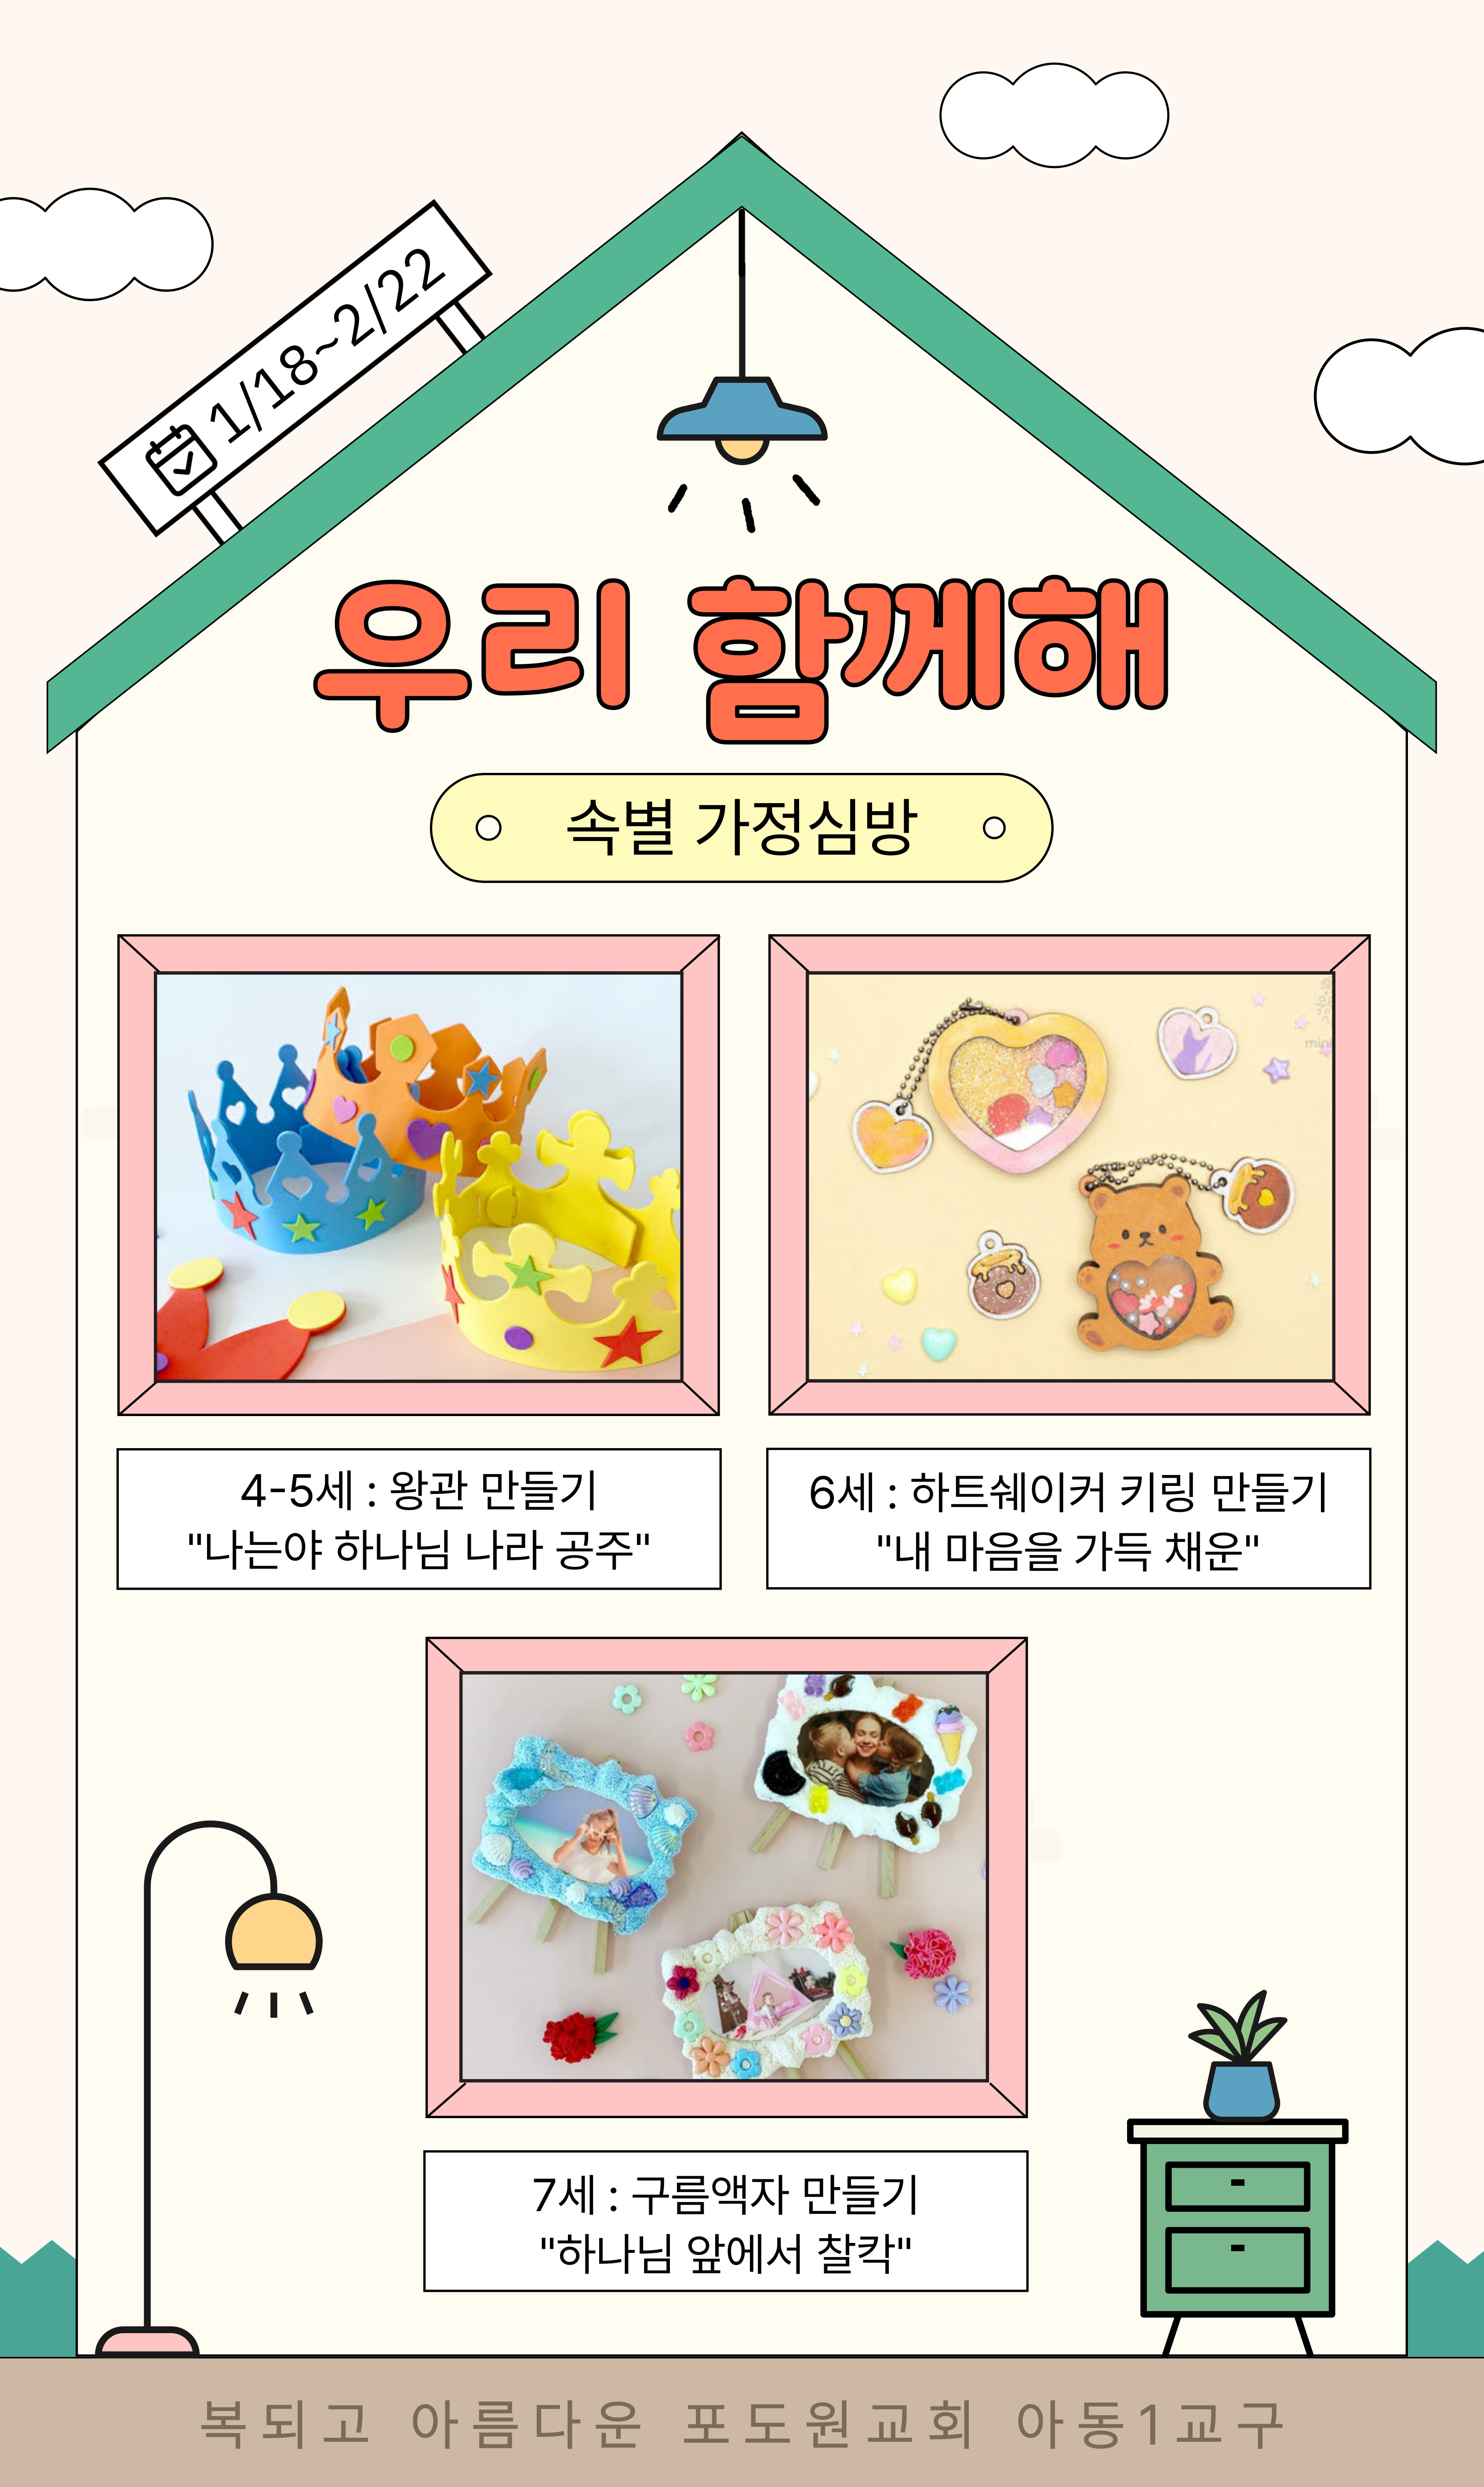 1/18~2/22
우리 함께해
속별 가정심방
4-5세 : 왕관 만들기
"나는야 하나님 나라 공주"
6세 : 하트쉐이커 키링 만들기
"내 마음을 가득 채운"
7세 : 구름액자 만들기
"하나님 앞에서 찰칵"
복되고 아름다운 포도원교회 아동1교구